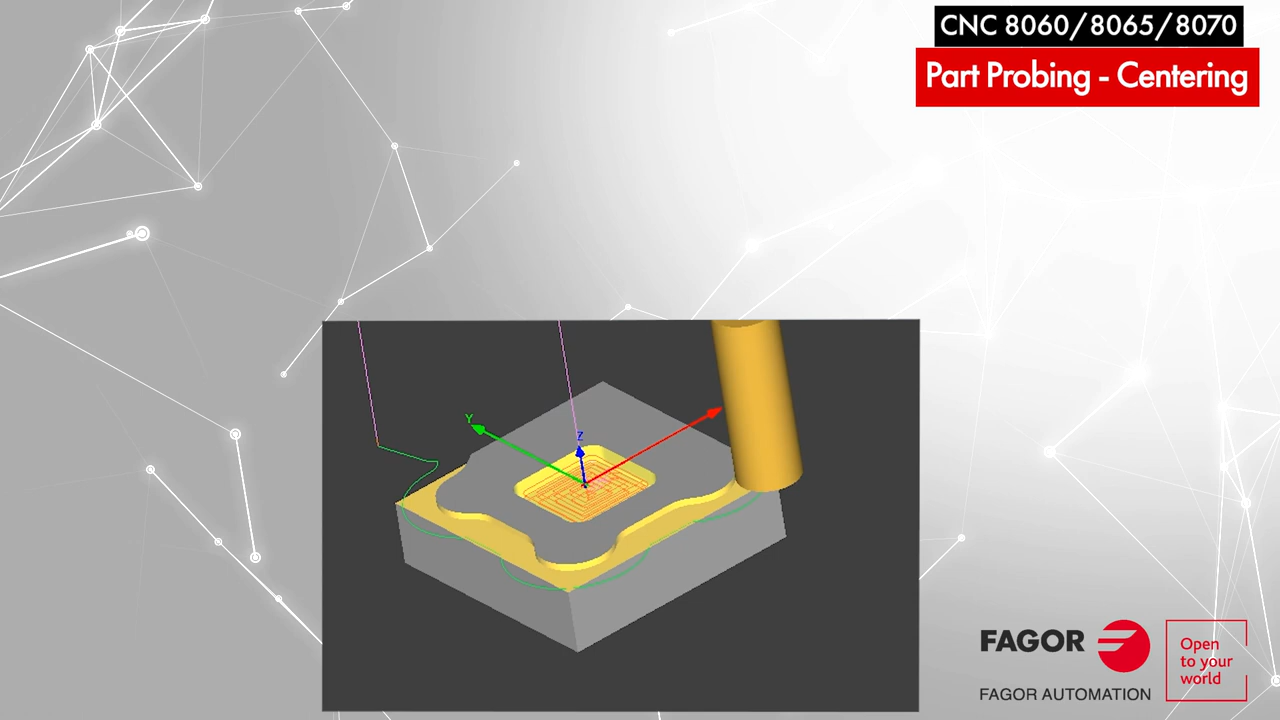 CNC 8060/8065/8070
Part Probing - Centering
Y
Z
FAGOR
FAGOR AUTOMATION
Open
to your
world